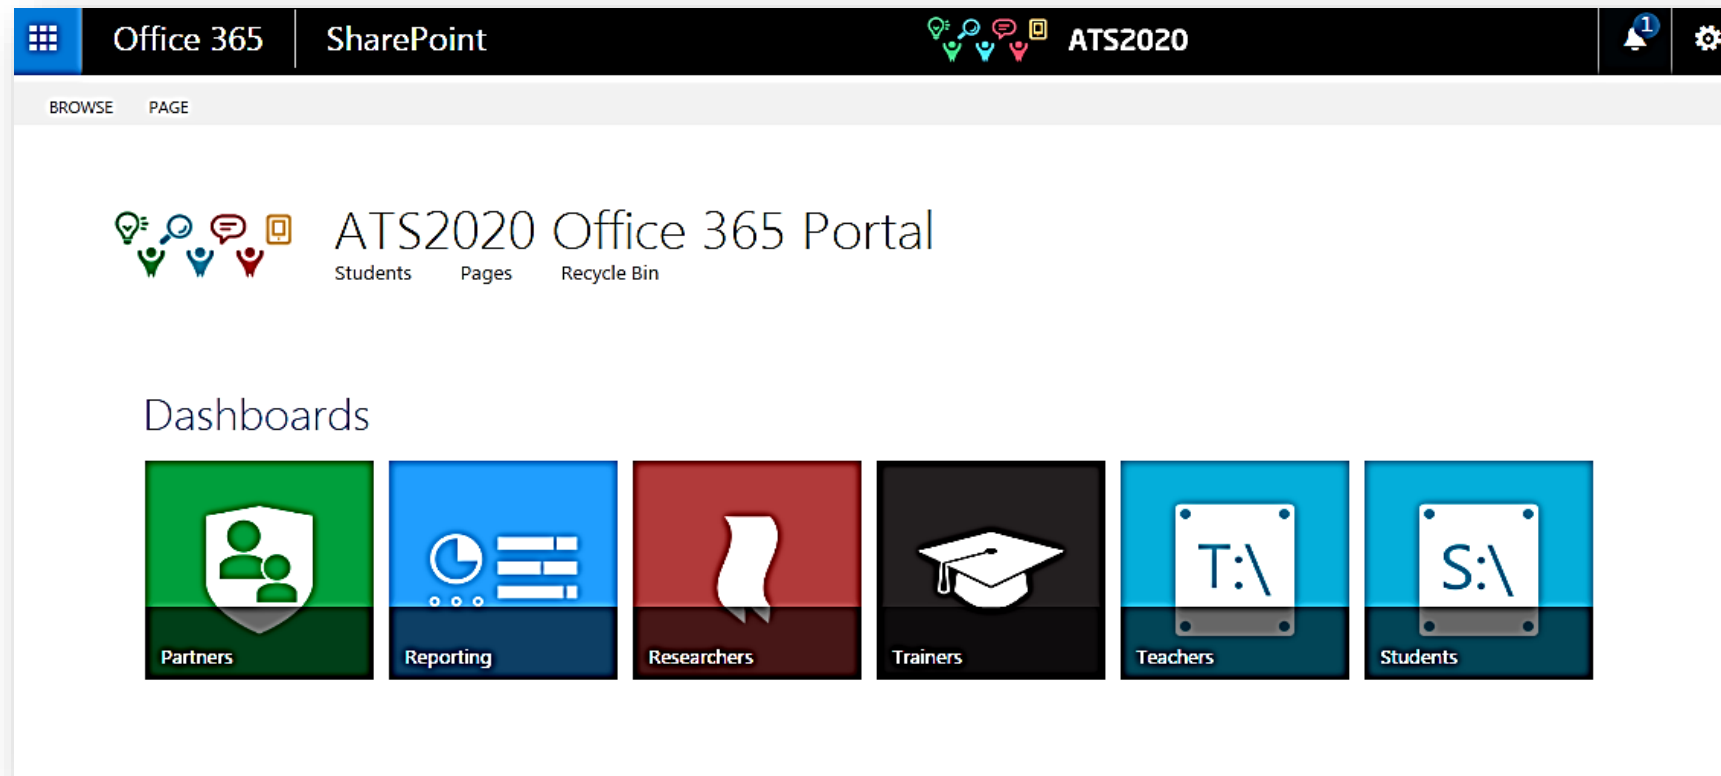 Office 365 SharePoint ATS2020 1
BROWSE PAGE
ATS2020 Office 365 Portal
Students Pages Recycle Bin
Dashboards
T:\ S:\
Partners Reporting Researchers Trainers Teachers Students